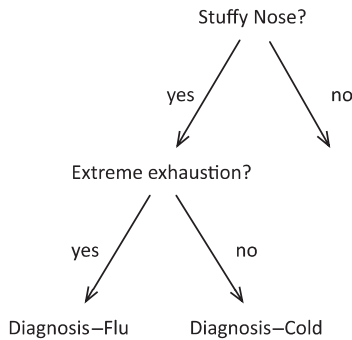 Stuffy Nose?
yes
no
Extreme exhaustion?
yes
no
Diagnosis–Flu
Diagnosis–Cold